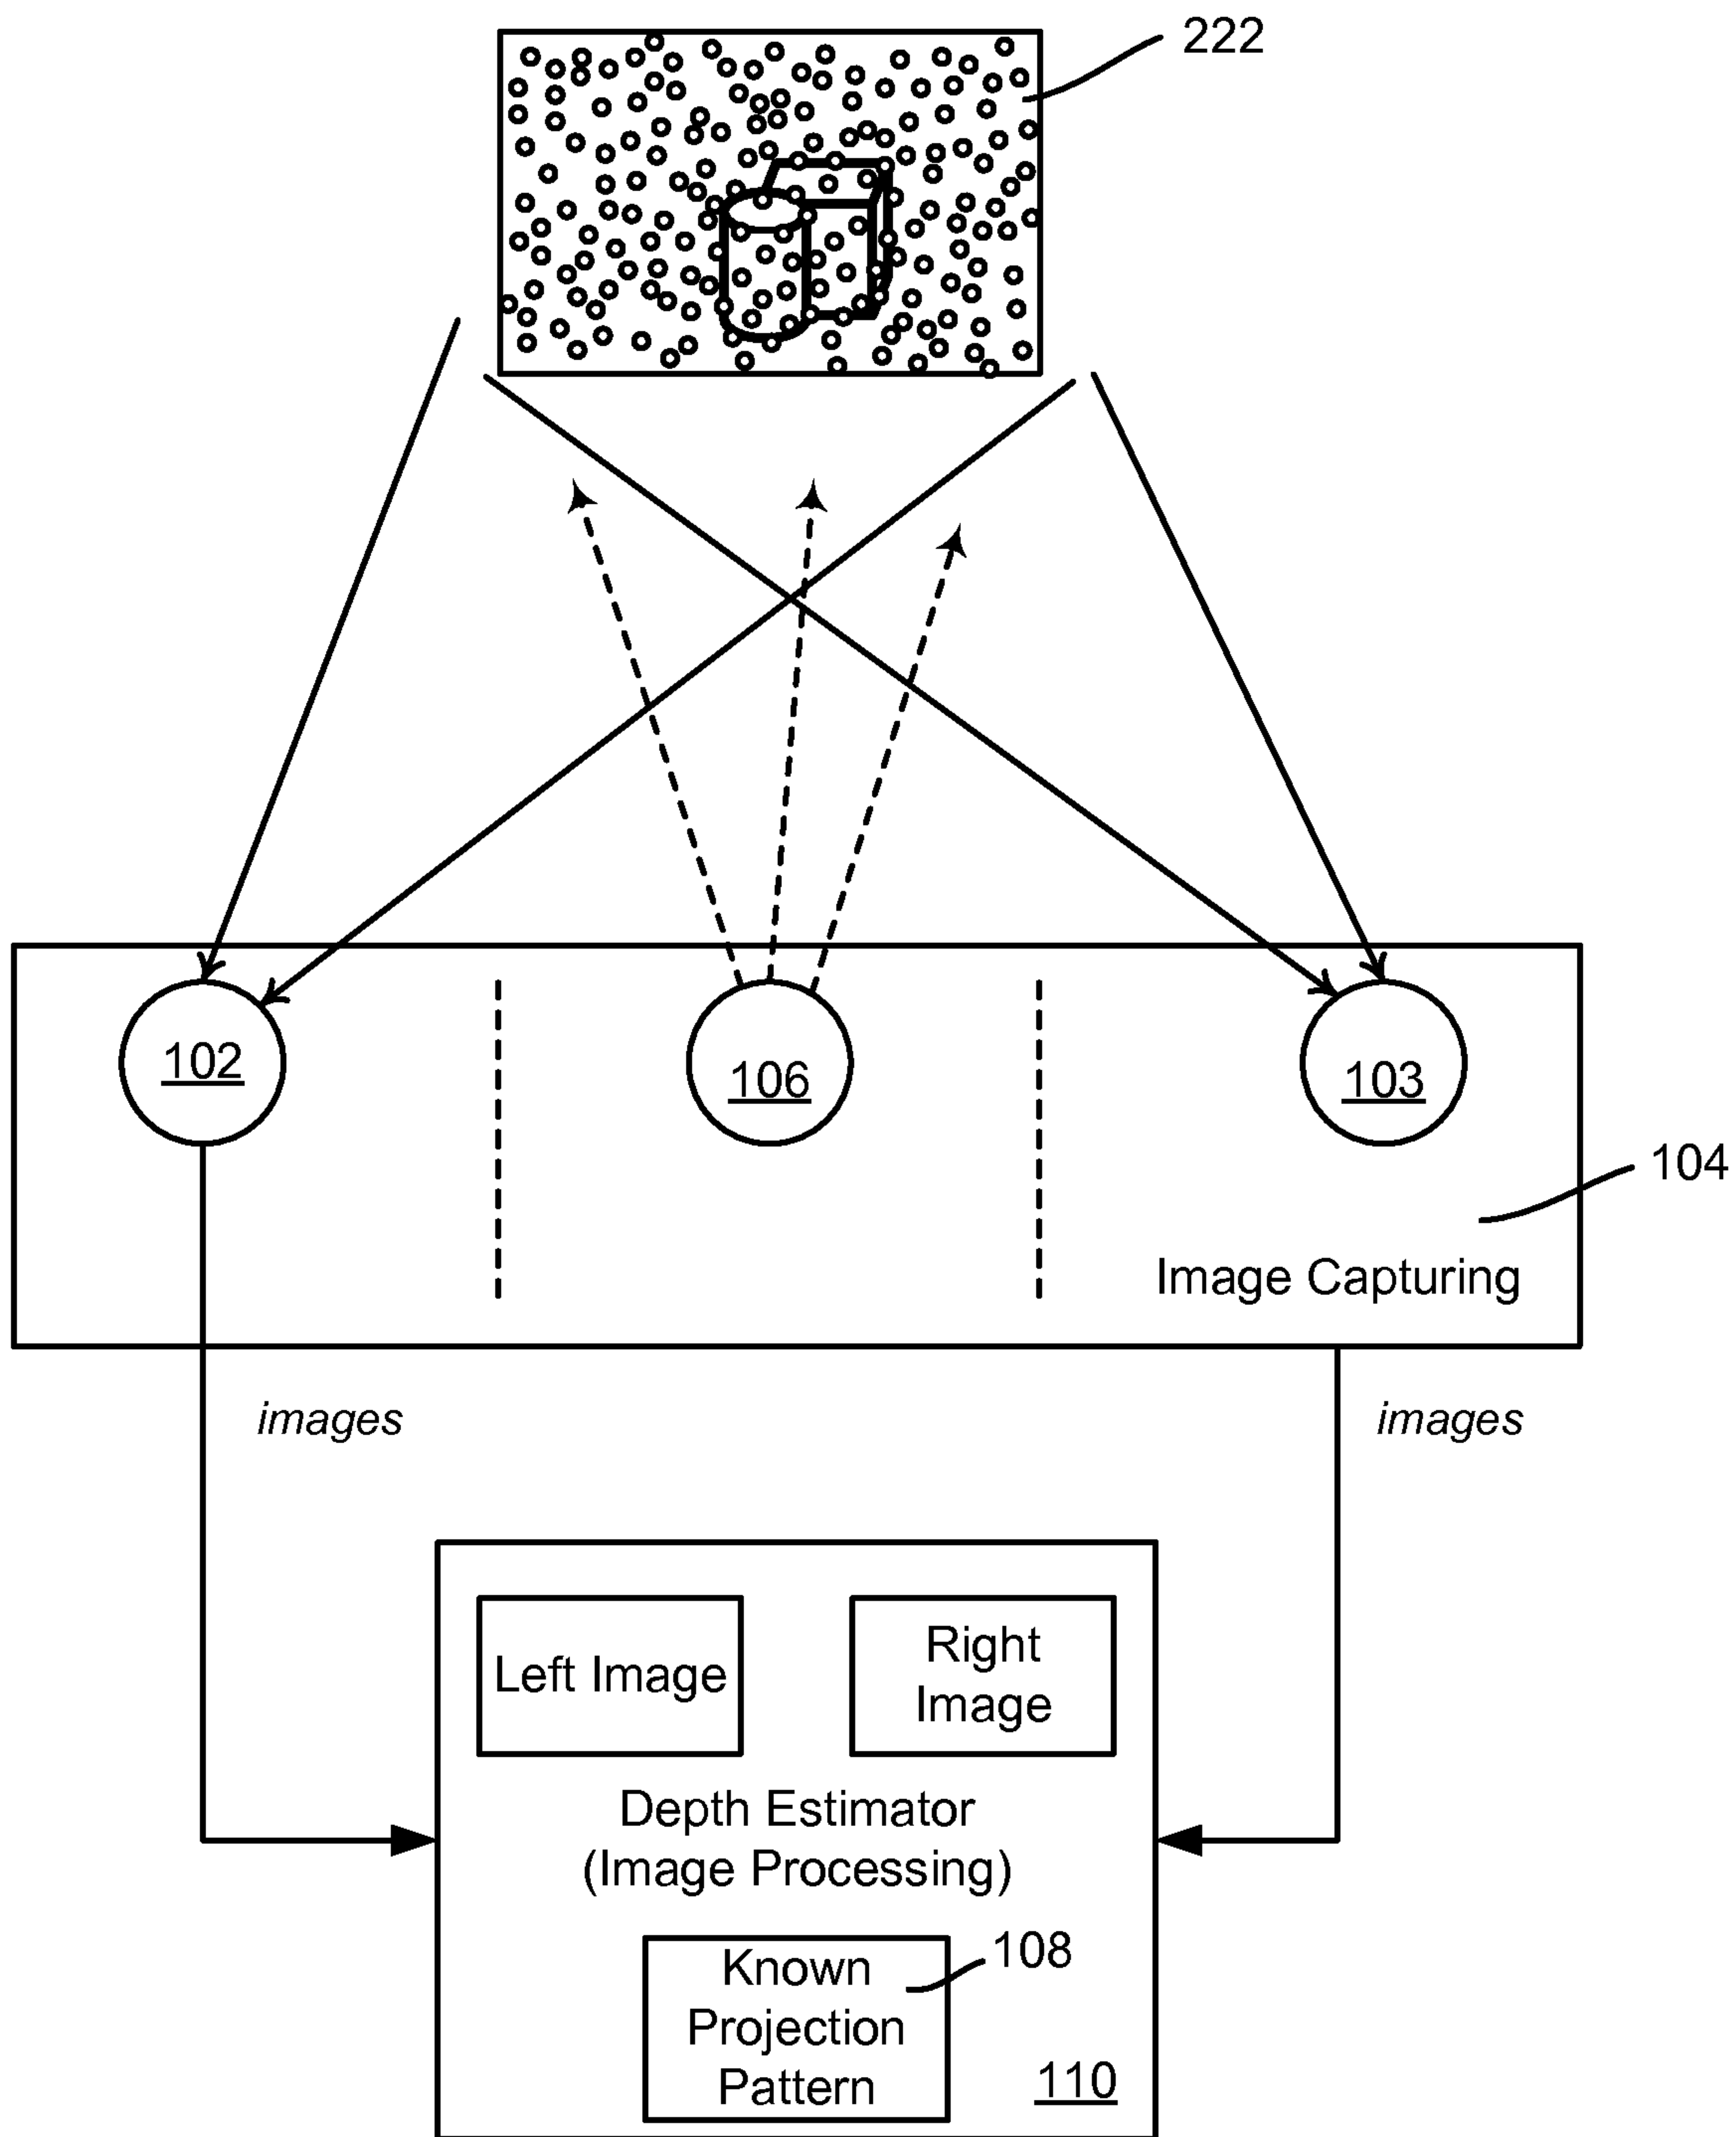 222
102
106
103
104
Image Capturing
images
images
Left Image
Right
Image
Depth Estimator
(Image Processing)
108
Known
Projection
Pattern
110